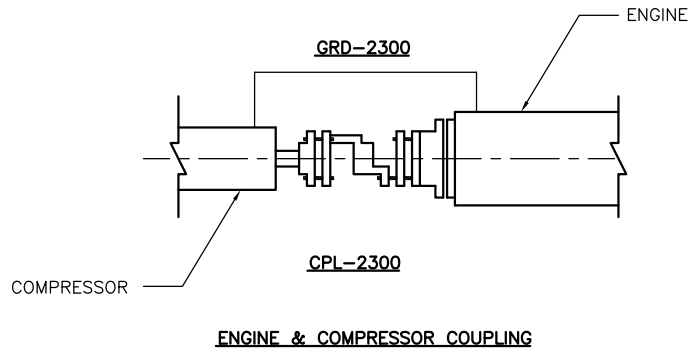 ENGINE
GRD-2300
COMPRESSOR
CPL-2300
ENGINE & COMPRESSOR COUPLING